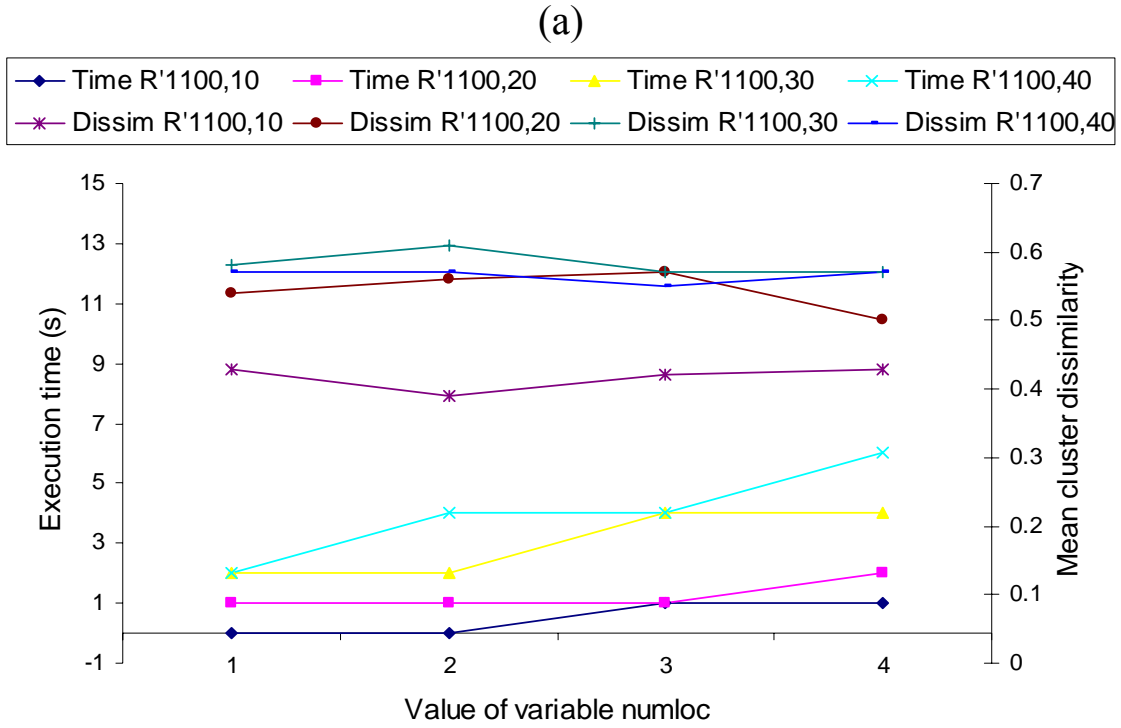 (a)
Time R'1100,10 Time R'1100,20 Time R'1100,30 Time R'1100,40
Dissim R'1100,10 Dissim R'1100,20 Dissim R'1100,30 Dissim R'1100,40
15
13
11
9
7
5
3
1
-1
Execution time (s)
0.7
0.6
0.5
0.4
0.3
0.2
0.1
0
Mean cluster dissimilarity
1 2 3 4
Value of variable numloc